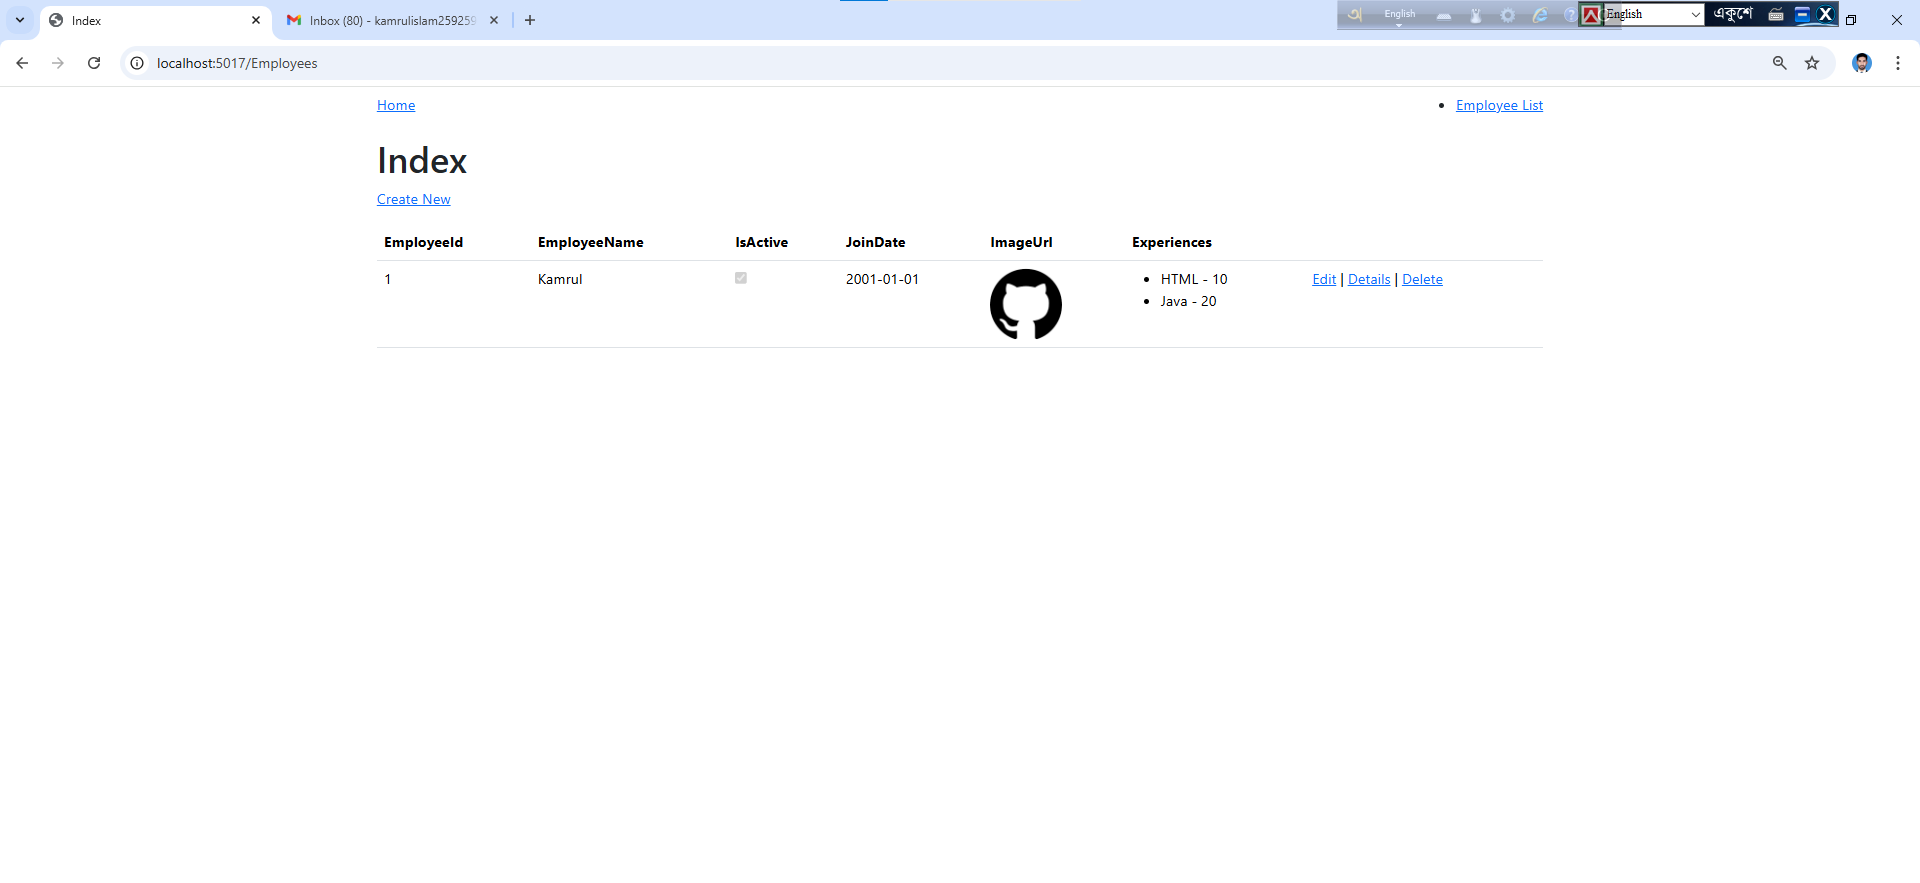 Index
Inbox (80) - kamrulislam259259
English
English
একুশে
localhost:5017/Employees
Home
Employee List
Index
Create New
EmployeeId EmployeeName IsActive JoinDate ImageUrl Experiences
1 Kamrul 2001-01-01 HTML - 10 Edit | Details | Delete
Java - 20